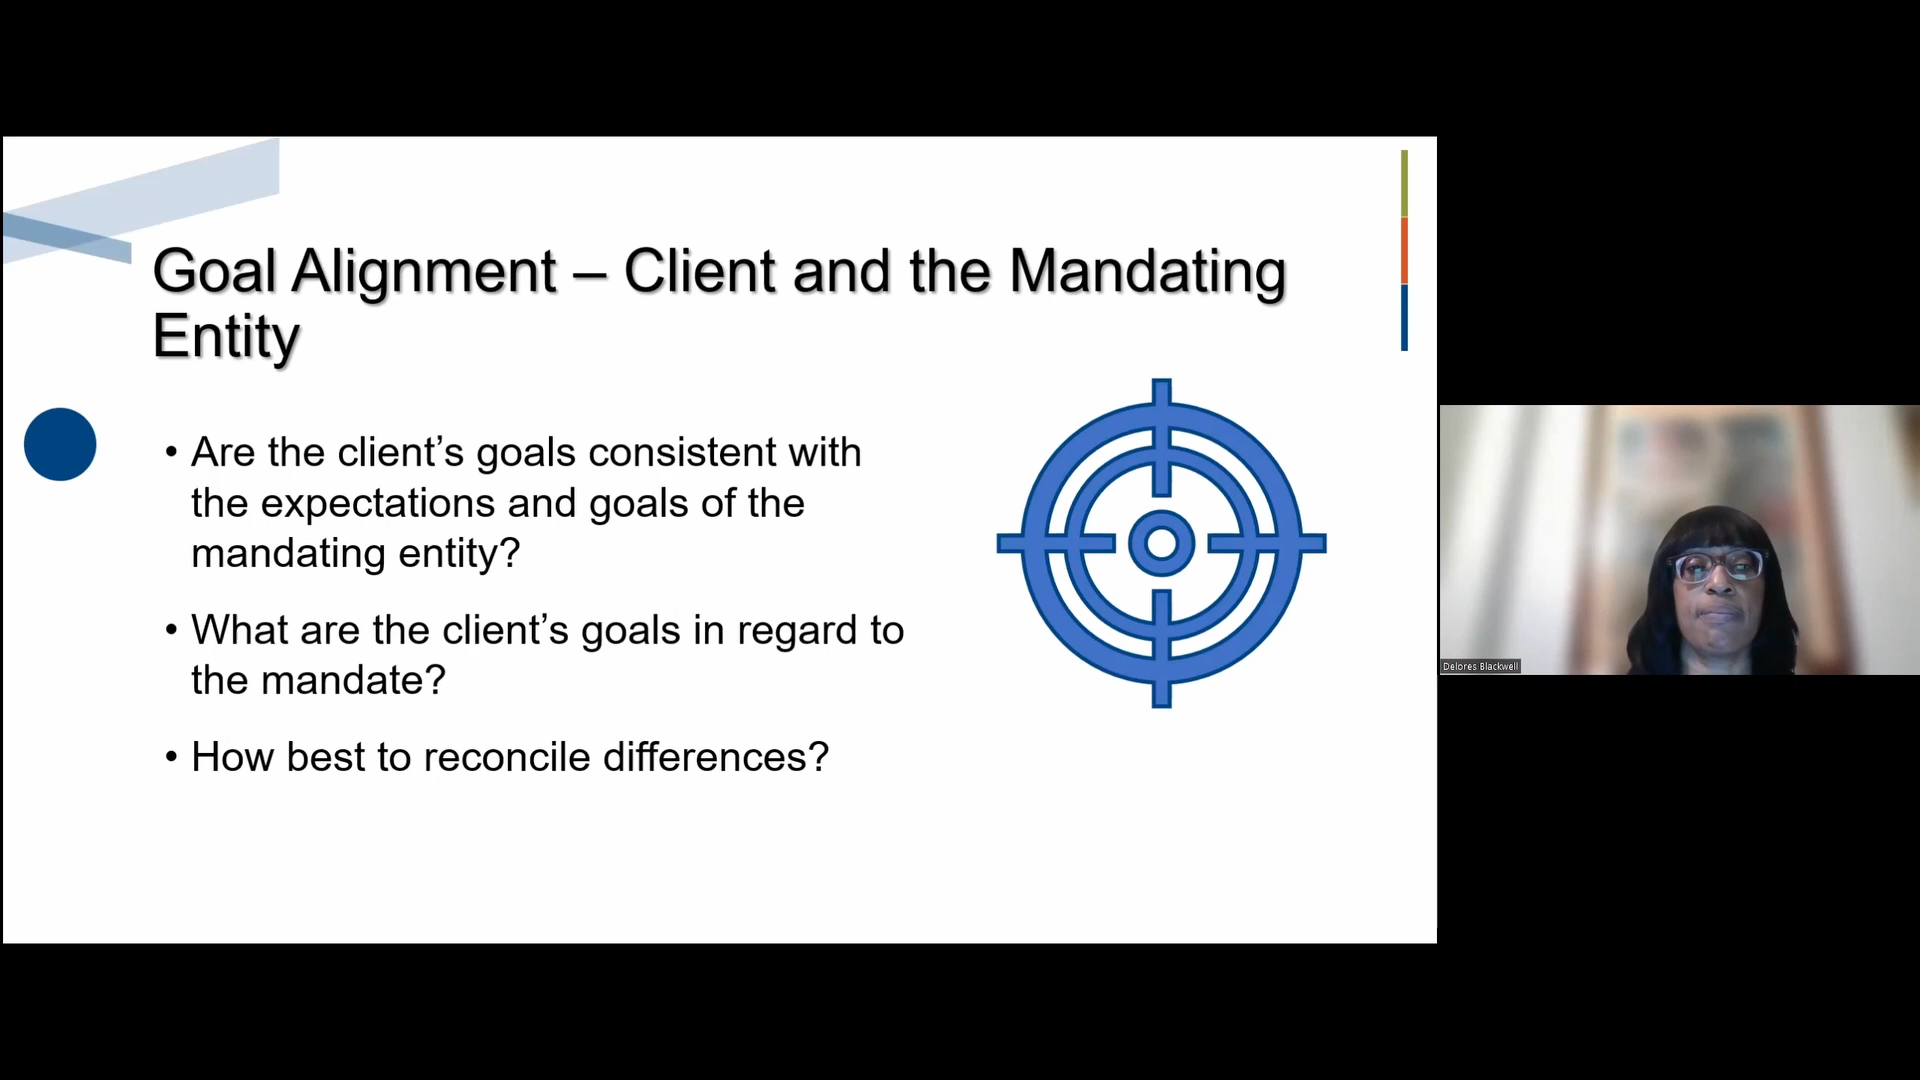 Goal Alignment – Client and the Mandating
Entity
• Are the client’s goals consistent with
the expectations and goals of the
mandating entity?
• What are the client’s goals in regard to
the mandate?
• How best to reconcile differences?
Delores Blackwell